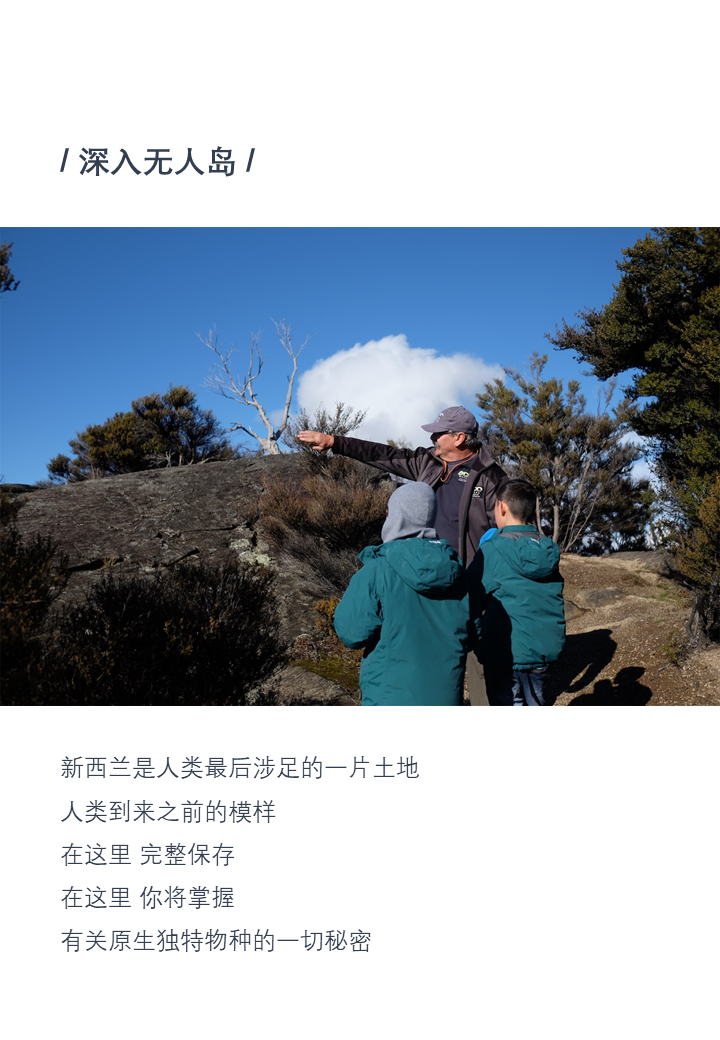 / 深入无人岛 /
新西兰是人类最后涉足的一片土地
人类到来之前的模样
在这里 完整保存
在这里 你将掌握
有关原生独特物种的一切秘密